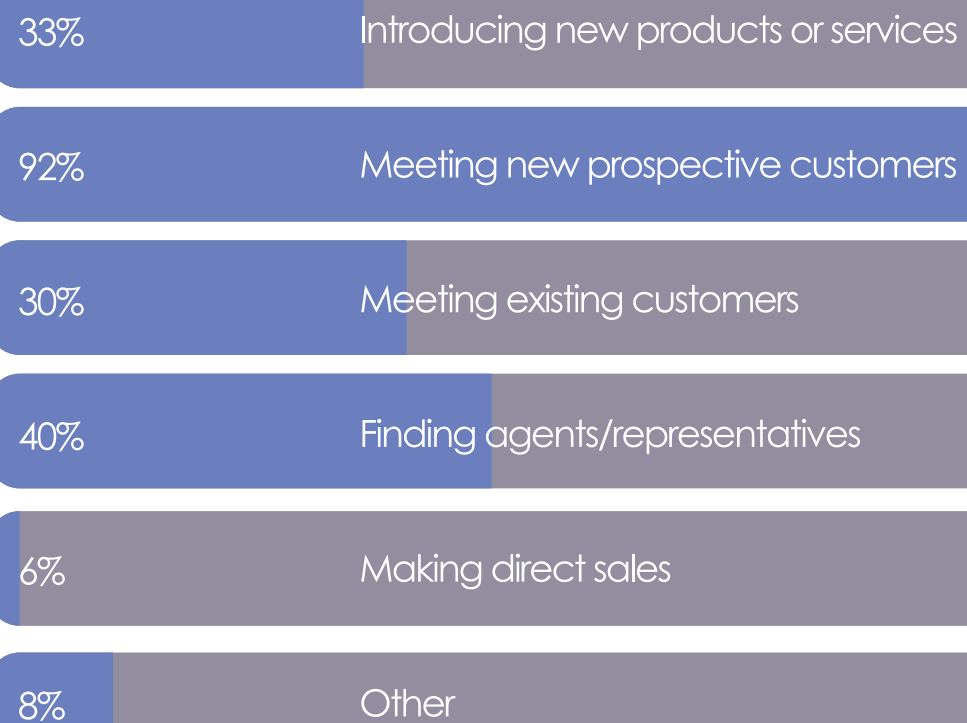 33% Introducing new products or services
92% Meeting new prospective customers
30% Meeting existing customers
40% Finding agents/representatives
6% Making direct sales
8% Other